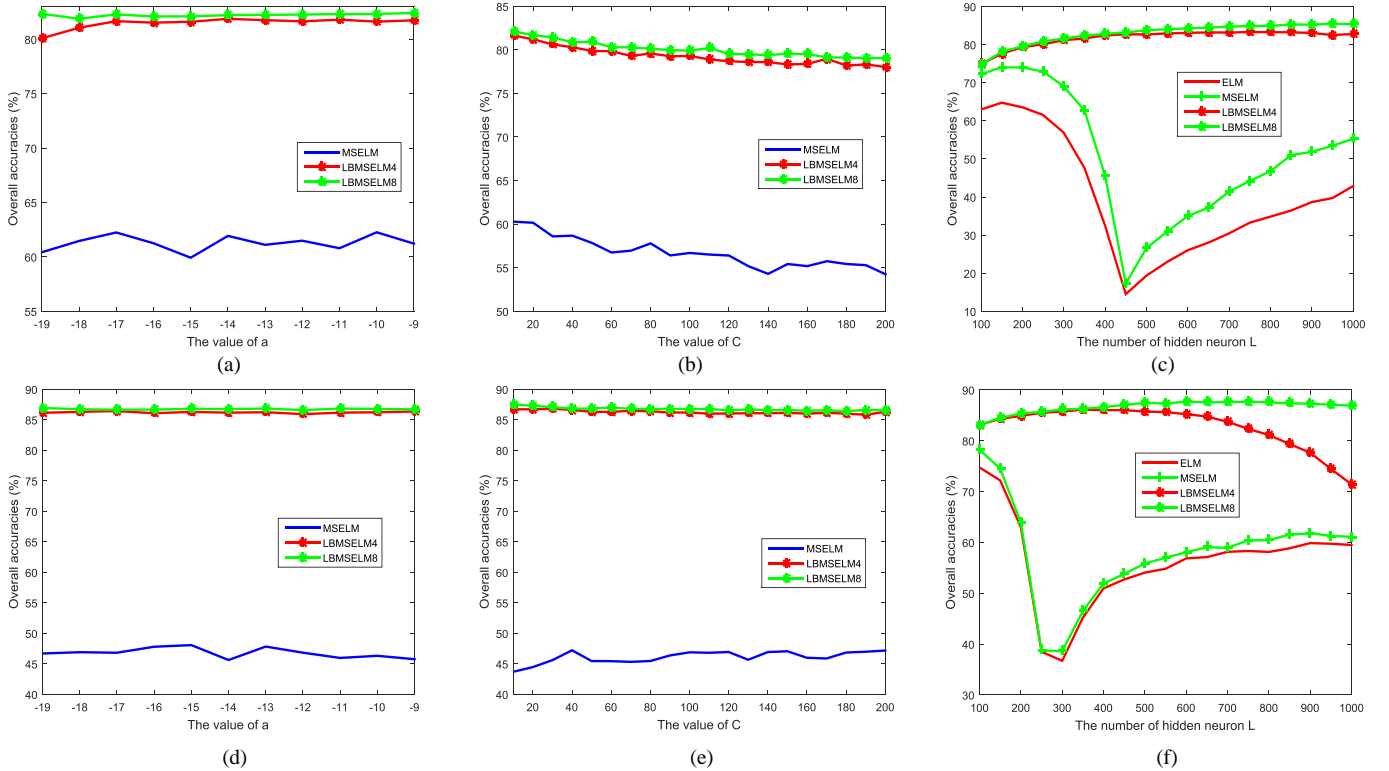 80
75
70
65
60
55
Overall accuracies (%)
-19 -18 -17 -16 -15 -14 -13 -12 -11 -10 -9
The value of a
MSELM
LBMSELM4
LBMSELM8
(a)
85
80
75
70
65
60
55
50
Overall accuracies (%)
20 40 60 80 100 120 140 160 180 200
The value of C
MSELM
LBMSELM4
LBMSELM8
(b)
90
80
70
60
50
40
30
20
10
Overall accuracies (%)
100 200 300 400 500 600 700 800 900 1000
The number of hidden neuron L
ELM
MSELM
LBMSELM4
LBMSELM8
(c)
90
85
80
75
70
65
60
55
50
45
40
Overall accuracies (%)
-19 -18 -17 -16 -15 -14 -13 -12 -11 -10 -9
The value of a
MSELM
LBMSELM4
LBMSELM8
(d)
90
85
80
75
70
65
60
55
50
45
40
Overall accuracies (%)
20 40 60 80 100 120 140 160 180 200
The value of C
MSELM
LBMSELM4
LBMSELM8
(e)
90
80
70
60
50
40
30
Overall accuracies (%)
100 200 300 400 500 600 700 800 900 1000
The number of hidden neuron L
ELM
MSELM
LBMSELM4
LBMSELM8
(f)